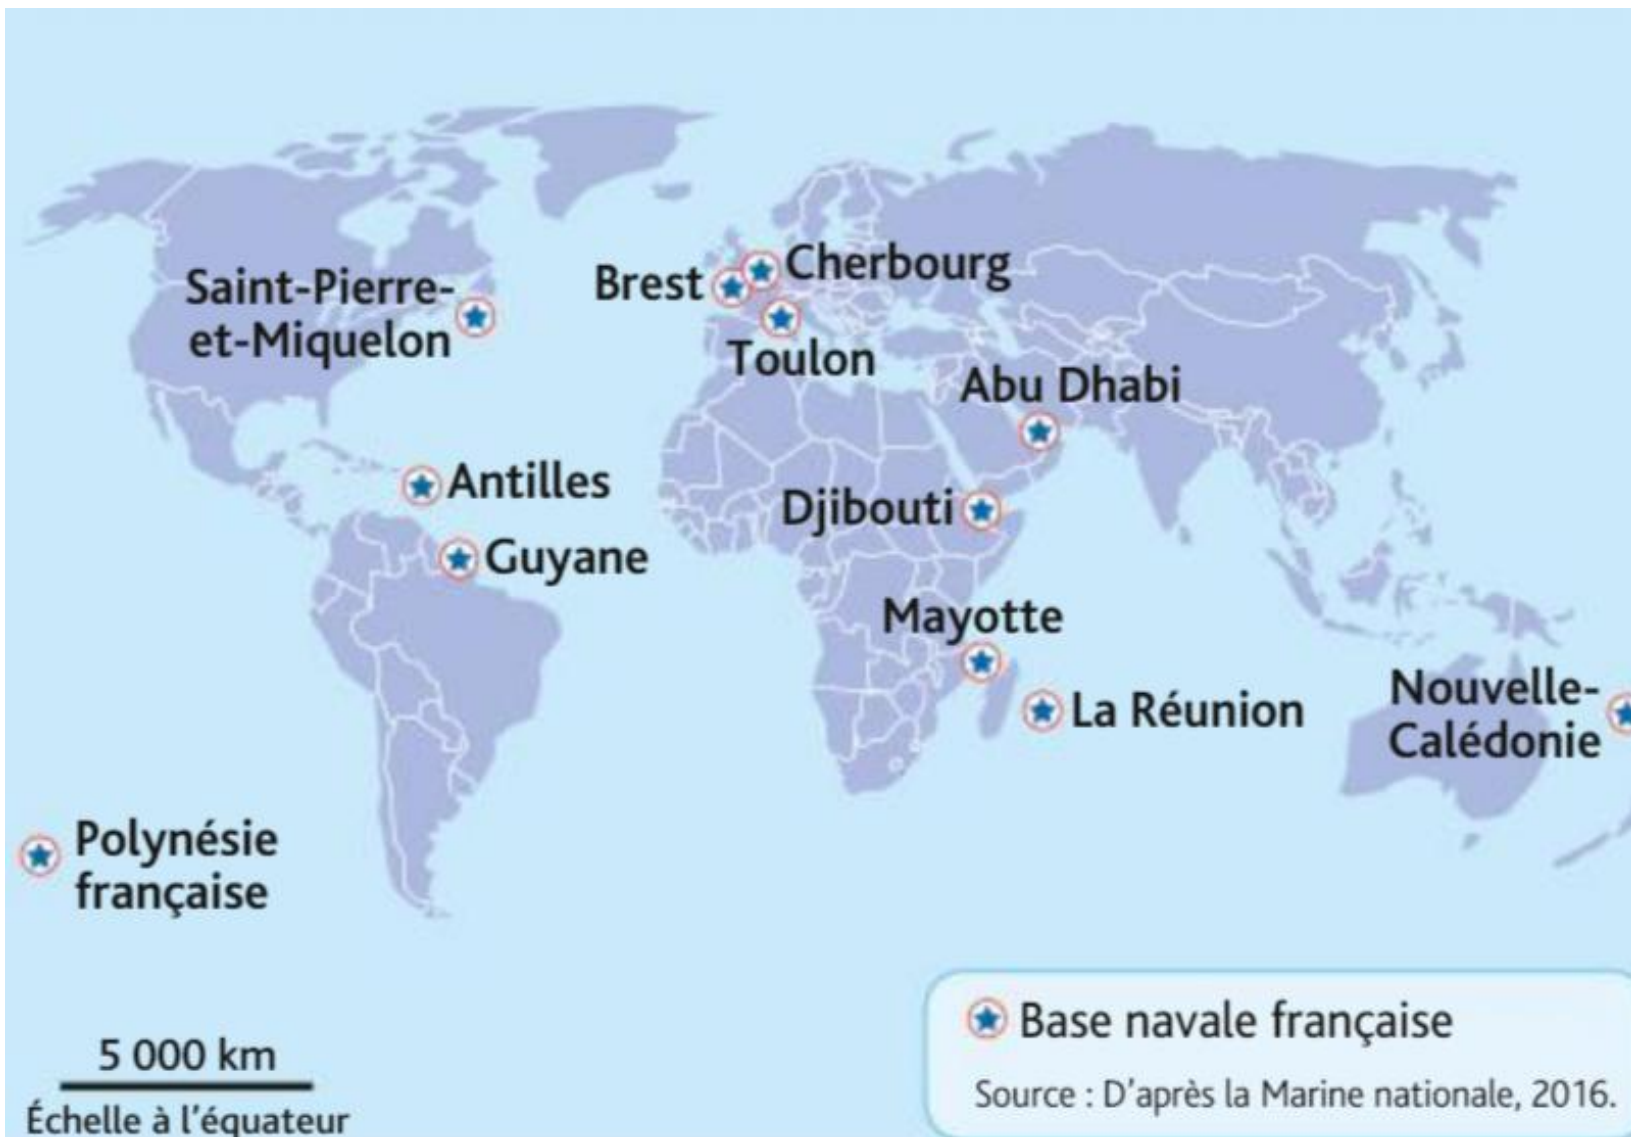 Saint-Pierre-
et-Miquelon
Brest
Cherbourg
Toulon
Abu Dhabi
Antilles
Djibouti
Guyane
Mayotte
La Réunion
Nouvelle-
Calédonie
Polynésie
française
5 000 km
Échelle à l'équateur
Base navale française
Source : D'après la Marine nationale, 2016.